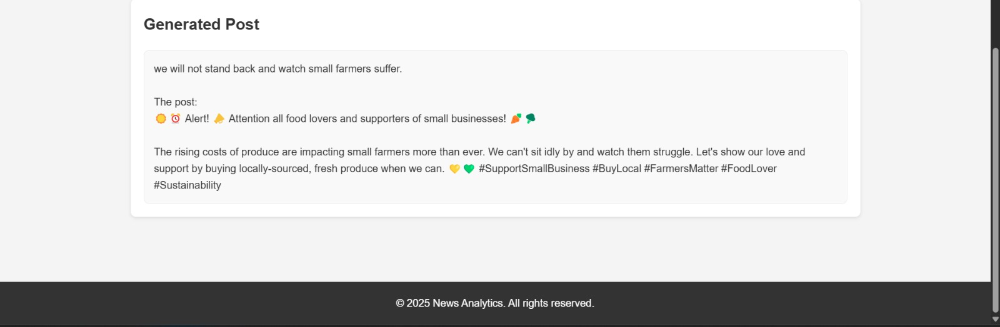 Generated Post
we will not stand back and watch small farmers suffer.
The post:
🌞 ⏰ Alert! 📣 Attention all food lovers and supporters of small businesses! 🥕 🥦
The rising costs of produce are impacting small farmers more than ever. We can't sit idly by and watch them struggle. Let's show our love and
support by buying locally-sourced, fresh produce when we can. 💛 💚 #SupportSmallBusiness #BuyLocal #FarmersMatter #FoodLover
#Sustainability
© 2025 News Analytics. All rights reserved.